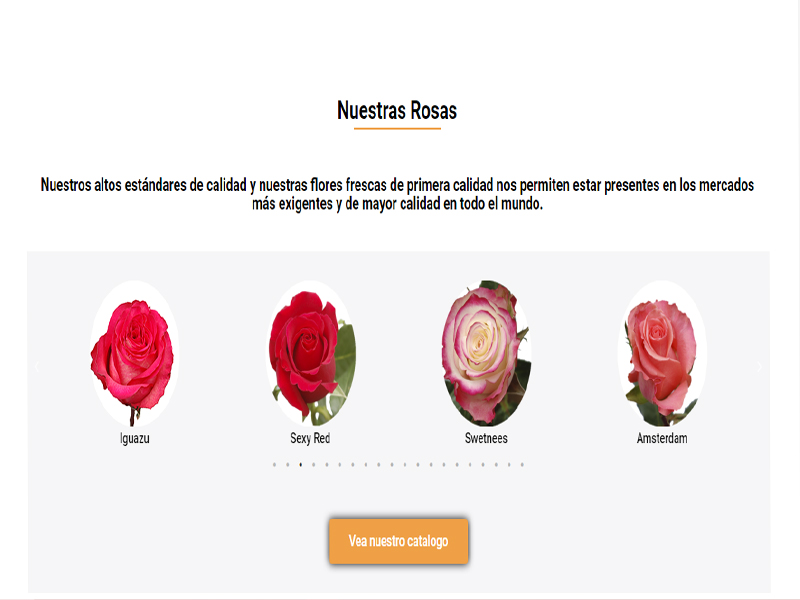 Nuestras Rosas
Nuestros altos estándares de calidad y nuestras flores frescas de primera calidad nos permiten estar presentes en los mercados
más exigentes y de mayor calidad en todo el mundo.
Iguazu
Sexy Red
Swetnees
Amsterdam
Vea nuestro catalogo